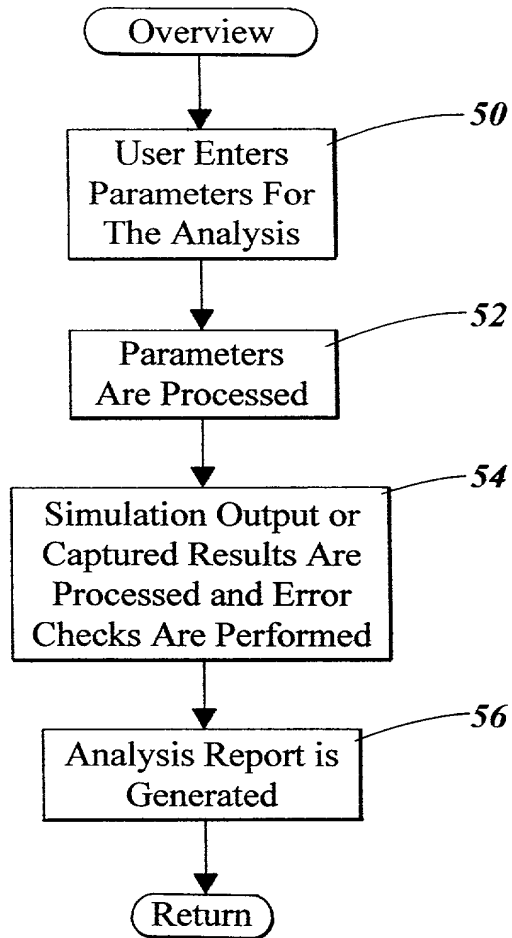 Overview
50
User Enters
Parameters For
The Analysis
52
Parameters
Are Processed
54
Simulation Output or
Captured Results Are
Processed and Error
Checks Are Performed
56
Analysis Report is
Generated
Return